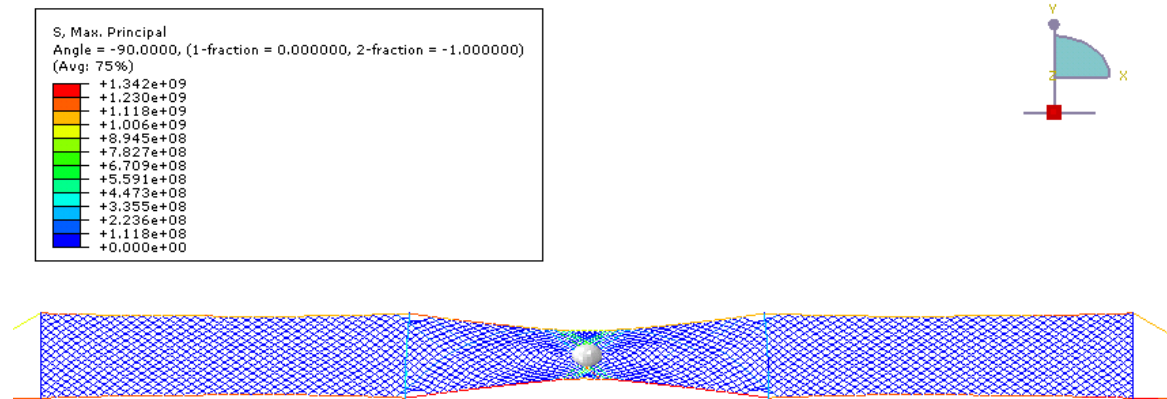 S, Max. Principal
Angle = -90.0000, (1-fraction = 0.000000, 2-fraction = -1.000000)
(Avg: 75%)
+1.342e+09
+1.230e+09
+1.118e+09
+1.006e+09
+8.945e+08
+7.827e+08
+6.709e+08
+5.591e+08
+4.473e+08
+3.355e+08
+2.236e+08
+1.118e+08
+0.000e+00
Y
Z
X